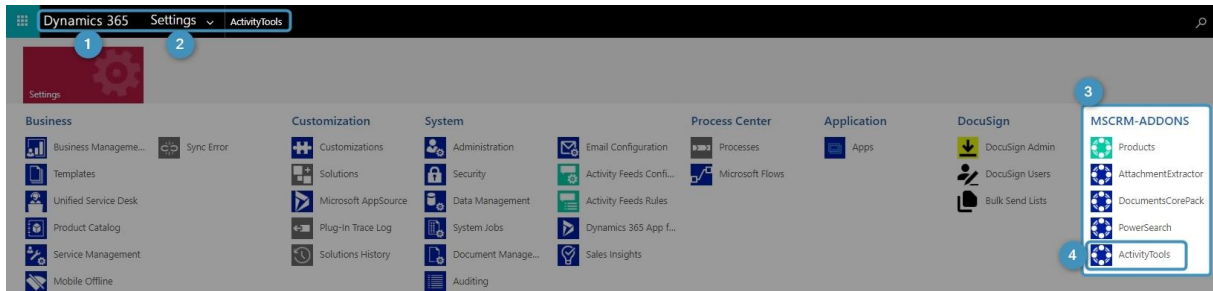 Dynamics 365 Settings ActivityTools
1 2
Settings
3
Business Customization System Process Center Application DocuSign MSCRM-ADDONS
Business Manageme... Sync Error Customizations Administration Email Configuration Processes Apps DocuSign Admin Products
Templates Solutions Security Activity Feeds Confi... Microsoft Flows DocuSign Users AttachmentExtractor
Unified Service Desk Microsoft AppSource Data Management Activity Feeds Rules Bulk Send Lists DocumentsCorePack
Product Catalog Plug-In Trace Log System Jobs Dynamics 365 App f... PowerSearch
Service Management Solutions History Document Manage... Sales Insights 4 ActivityTools
Mobile Offline Auditing